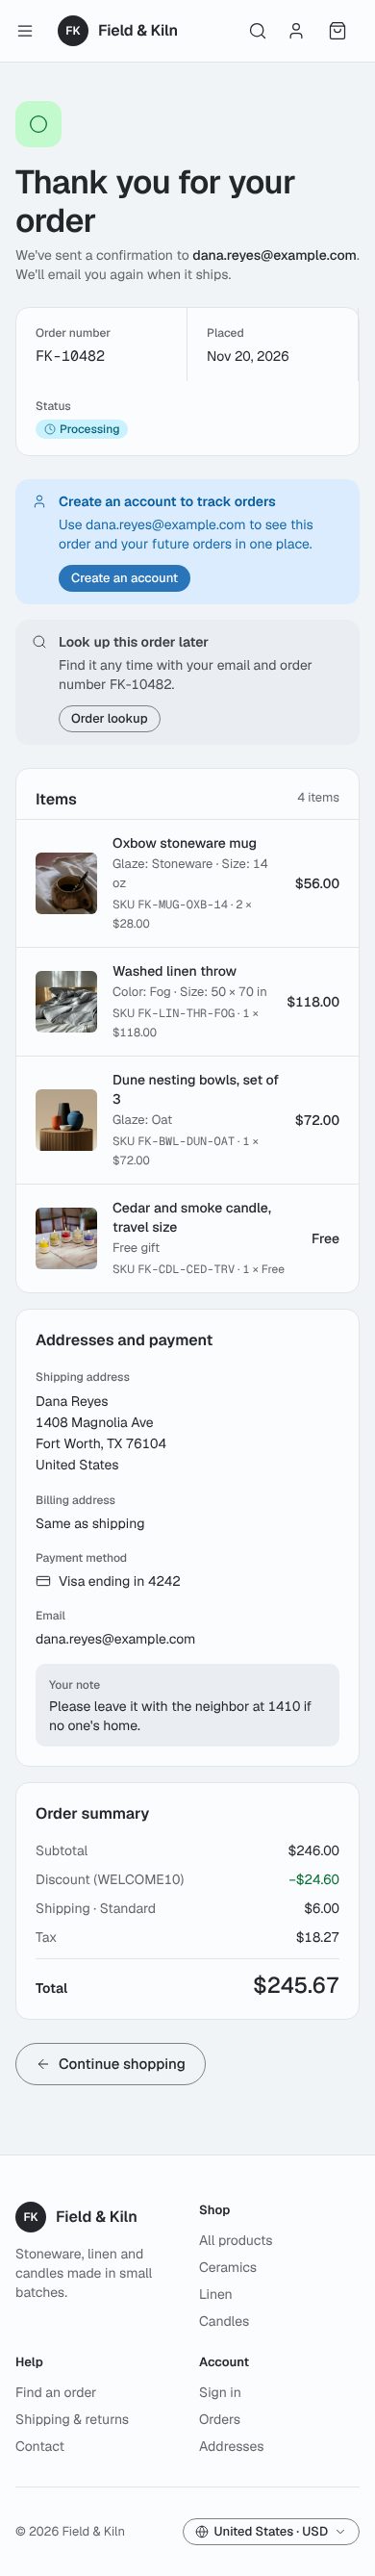 FK Field & Kiln
Thank you for your
order
We've sent a confirmation to dana.reyes@example.com.
We'll email you again when it ships.
Order number
FK-10482
Placed
Nov 20, 2026
Status
Processing
Create an account to track orders
Use dana.reyes@example.com to see this
order and your future orders in one place.
Create an account
Look up this order later
Find it any time with your email and order
number FK-10482.
Order lookup
Items
4 items
Oxbow stoneware mug
Glaze: Stoneware · Size: 14
oz
SKU FK-MUG-OXB-14 · 2 ×
$28.00
$56.00
Washed linen throw
Color: Fog · Size: 50 × 70 in
SKU FK-LIN-THR-FOG · 1 ×
$118.00
$118.00
Dune nesting bowls, set of
3
Glaze: Oat
SKU FK-BWL-DUN-OAT · 1 ×
$72.00
$72.00
Cedar and smoke candle,
travel size
Free gift
SKU FK-CDL-CED-TRV · 1 × Free
Free
Addresses and payment
Shipping address
Dana Reyes
1408 Magnolia Ave
Fort Worth, TX 76104
United States
Billing address
Same as shipping
Payment method
Visa ending in 4242
Email
dana.reyes@example.com
Your note
Please leave it with the neighbor at 1410 if
no one's home.
Order summary
Subtotal $246.00
Discount (WELCOME10) −$24.60
Shipping · Standard $6.00
Tax $18.27
Total $245.67
Continue shopping
FK Field & Kiln
Stoneware, linen and
candles made in small
batches.
Shop
All products
Ceramics
Linen
Candles
Help
Find an order
Shipping & returns
Contact
Account
Sign in
Orders
Addresses
© 2026 Field & Kiln
United States · USD